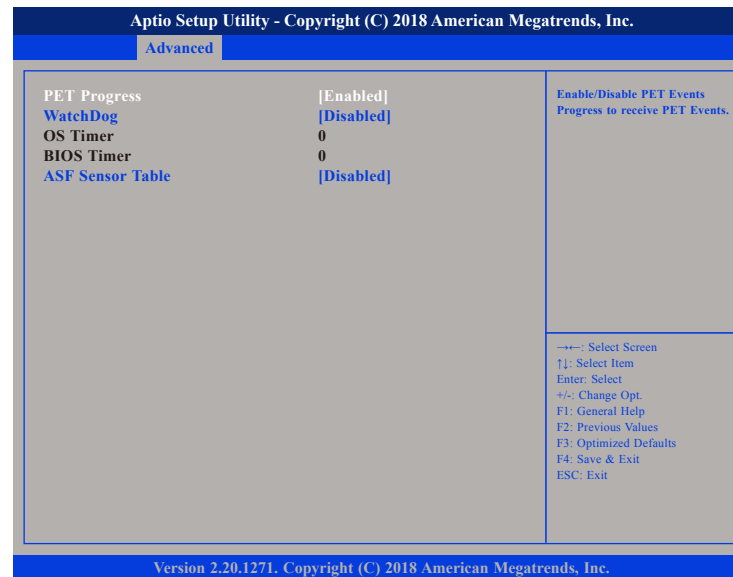 Aptio Setup Utility - Copyright (C) 2018 American Megatrends, Inc.
Advanced
PET Progress [Enabled]
WatchDog [Disabled]
OS Timer 0
BIOS Timer 0
ASF Sensor Table [Disabled]
Enable/Disable PET Events
Progress to receive PET Events.
→←: Select Screen
↑↓: Select Item
Enter: Select
+/-: Change Opt.
F1: General Help
F2: Previous Values
F3: Optimized Defaults
F4: Save & Exit
ESC: Exit
Version 2.20.1271. Copyright (C) 2018 American Megatrends, Inc.